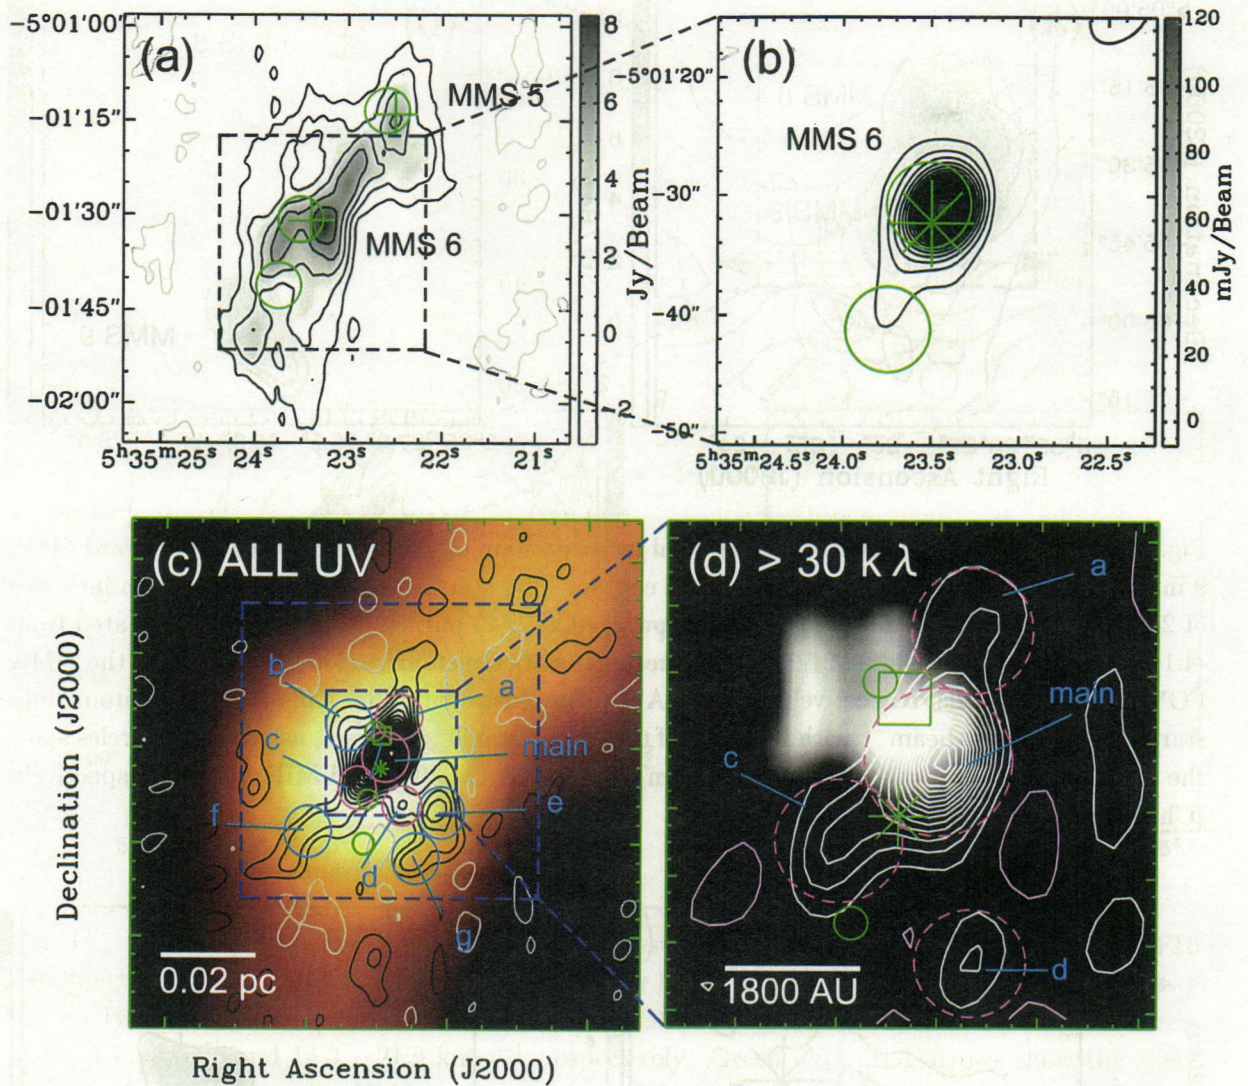 (a)
MMS 5
MMS 6
-5°01'00"
-01'15"
-01'30"
-01'45"
-02'00"
5ʰ35ᵐ25ˢ 24ˢ 23ˢ 22ˢ 21ˢ
8
6
4
2
0
-2
Jy/Beam
(b)
MMS 6
-5°01'20"
-30"
-40"
-50"
5ʰ35ᵐ24.5ˢ 24.0ˢ 23.5ˢ 23.0ˢ 22.5ˢ
120
100
80
60
40
20
0
mJy/Beam
(c) ALL UV
b
a
c
main
f
e
d
g
0.02 pc
Declination (J2000)
Right Ascension (J2000)
(d) > 30 k λ
a
main
c
d
1800 AU